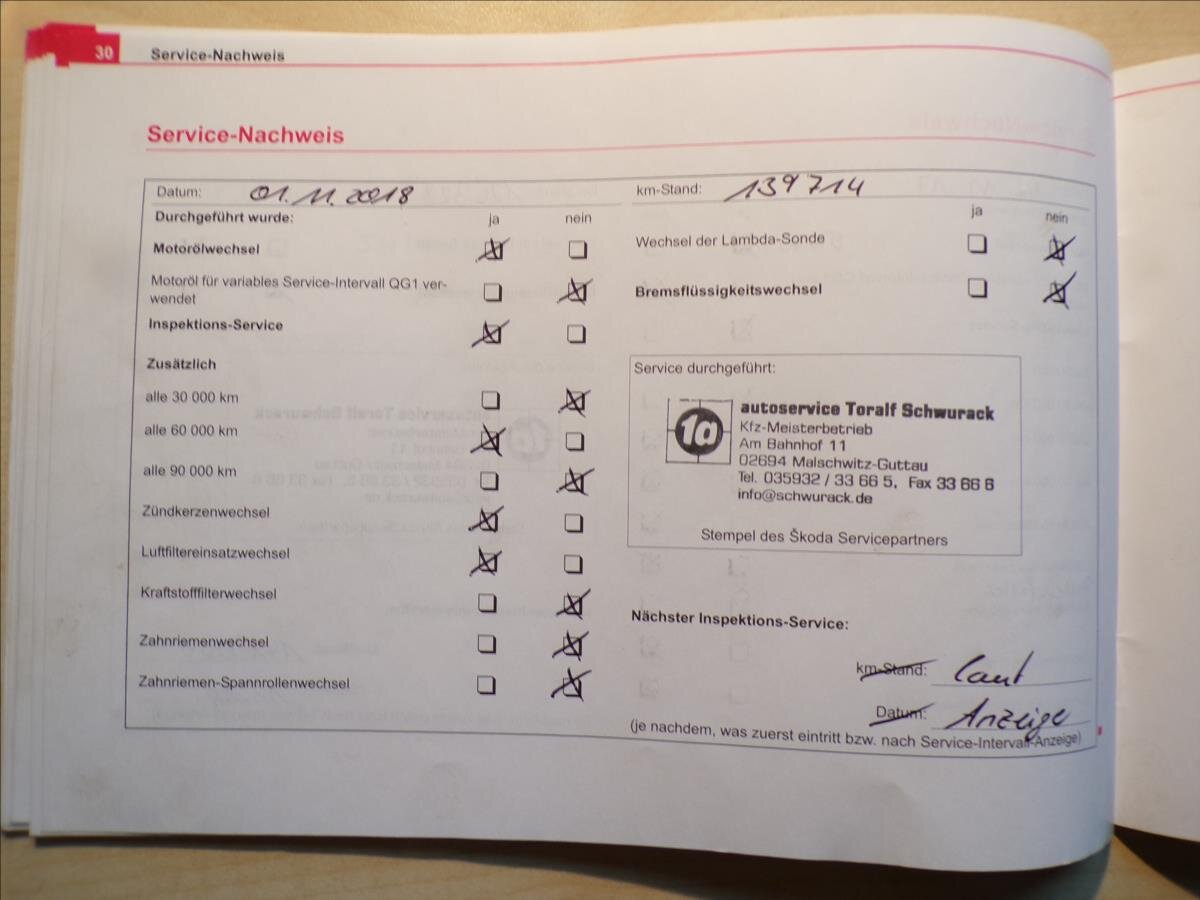 30 Service-Nachweis
Service-Nachweis
Datum: 01.11.2018
Durchgeführt wurde: ja nein
Motorölwechsel
Motoröl für variables Service-Intervall QG1 ver-
wendet
Inspektions-Service
Zusätzlich
alle 30 000 km
alle 60 000 km
alle 90 000 km
Zündkerzenwechsel
Luftfiltereinsatzwechsel
Kraftstofffilterwechsel
Zahnriemenwechsel
Zahnriemen-Spannrollenwechsel
km-Stand: 139714
ja nein
Wechsel der Lambda-Sonde
Bremsflüssigkeitswechsel
Service durchgeführt:
1a
autoservice Toralf Schwurack
Kfz-Meisterbetrieb
Am Bahnhof 11
02694 Malschwitz-Guttau
Tel. 035932 / 33 66 5, Fax 33 66 6
info@schwurack.de
Stempel des Škoda Servicepartners
Nächster Inspektions-Service:
km-Stand: laut
Datum: Anzeige
(je nachdem, was zuerst eintritt bzw. nach Service-Intervall-Anzeige)